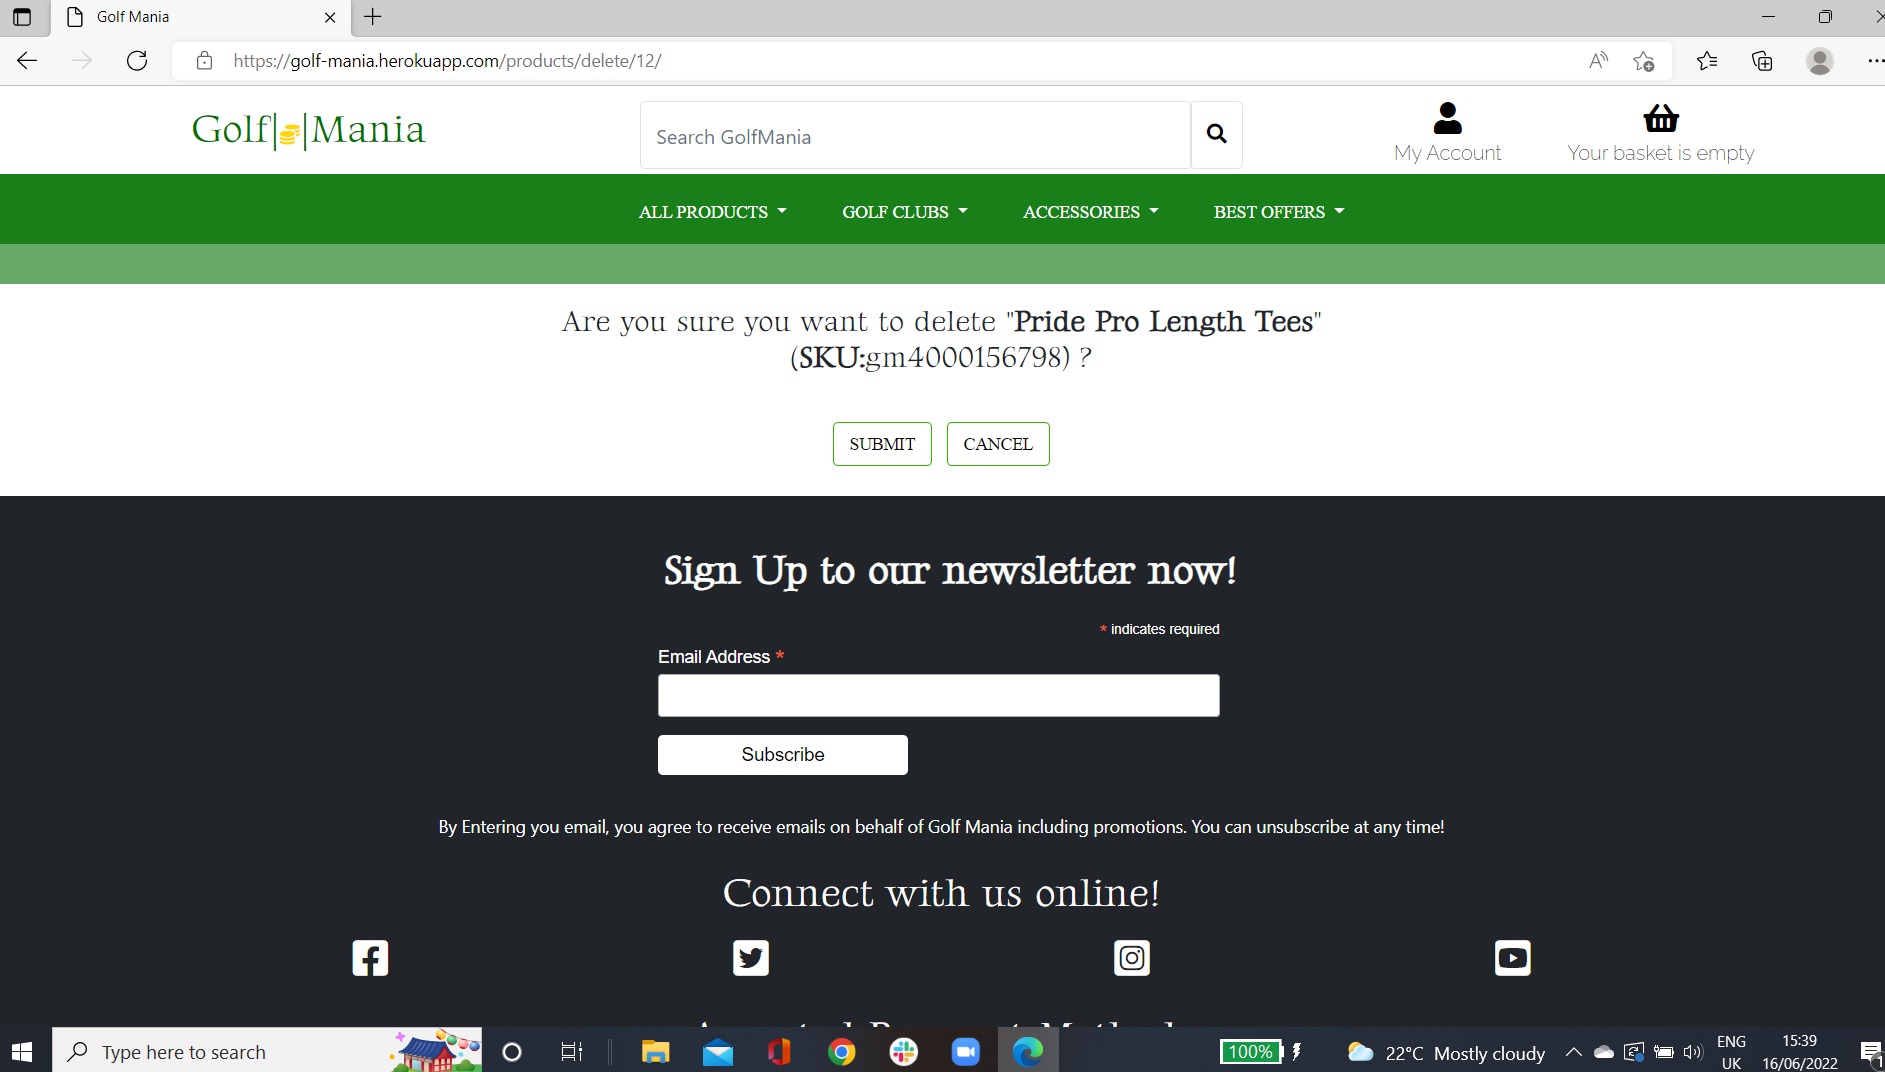 Golf Mania
https://golf-mania.herokuapp.com/products/delete/12/
Golf||Mania
Search GolfMania
My Account
Your basket is empty
ALL PRODUCTS
GOLF CLUBS
ACCESSORIES
BEST OFFERS
Are you sure you want to delete "Pride Pro Length Tees"
(SKU:gm4000156798) ?
SUBMIT
CANCEL
Sign Up to our newsletter now!
* indicates required
Email Address *
Subscribe
By Entering you email, you agree to receive emails on behalf of Golf Mania including promotions. You can unsubscribe at any time!
Connect with us online!
Type here to search
100%
22°C Mostly cloudy
ENG
UK
15:39
16/06/2022
1